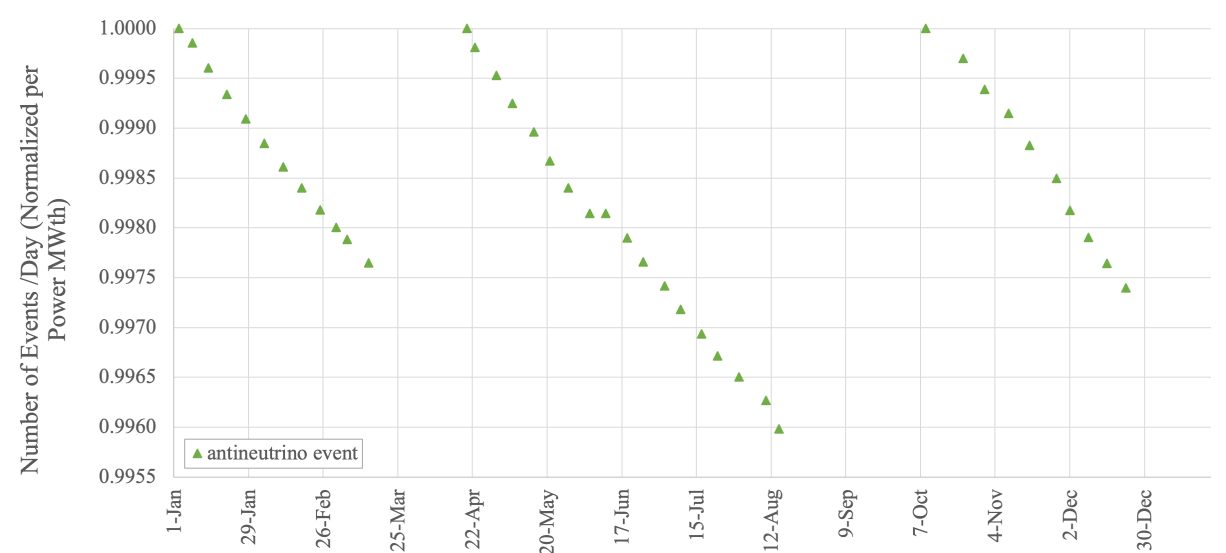 Number of Events /Day (Normalized per
Power MWth)
1.0000
0.9995
0.9990
0.9985
0.9980
0.9975
0.9970
0.9965
0.9960
0.9955
antineutrino event
1-Jan
29-Jan
26-Feb
25-Mar
22-Apr
20-May
17-Jun
15-Jul
12-Aug
9-Sep
7-Oct
4-Nov
2-Dec
30-Dec